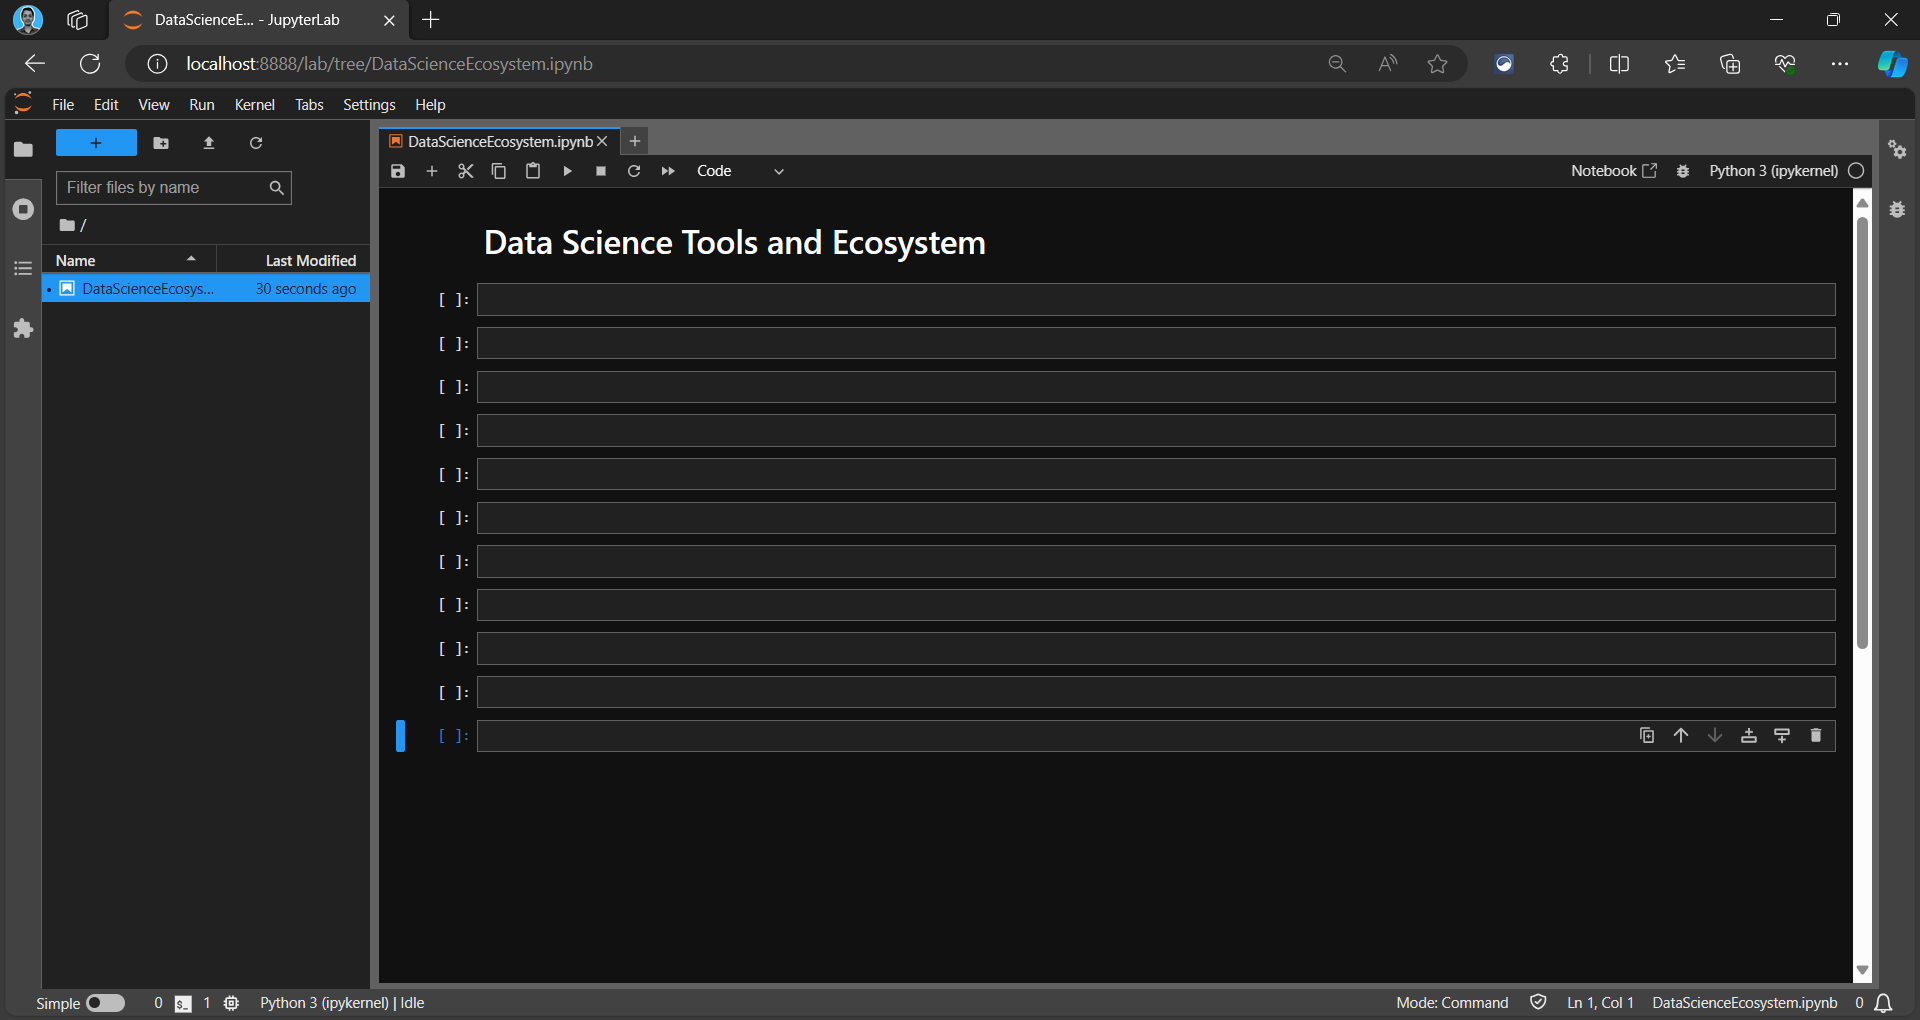 DataScienceE... - JupyterLab
localhost:8888/lab/tree/DataScienceEcosystem.ipynb
File Edit View Run Kernel Tabs Settings Help
DataScienceEcosystem.ipynb
Code
Notebook
Python 3 (ipykernel)
Filter files by name
/
Name
Last Modified
DataScienceEcosys...
30 seconds ago
Data Science Tools and Ecosystem
[ ]:
[ ]:
[ ]:
[ ]:
[ ]:
[ ]:
[ ]:
[ ]:
[ ]:
[ ]:
[ ]:
Simple 0 $_ 1 Python 3 (ipykernel) | Idle
Mode: Command Ln 1, Col 1 DataScienceEcosystem.ipynb 0